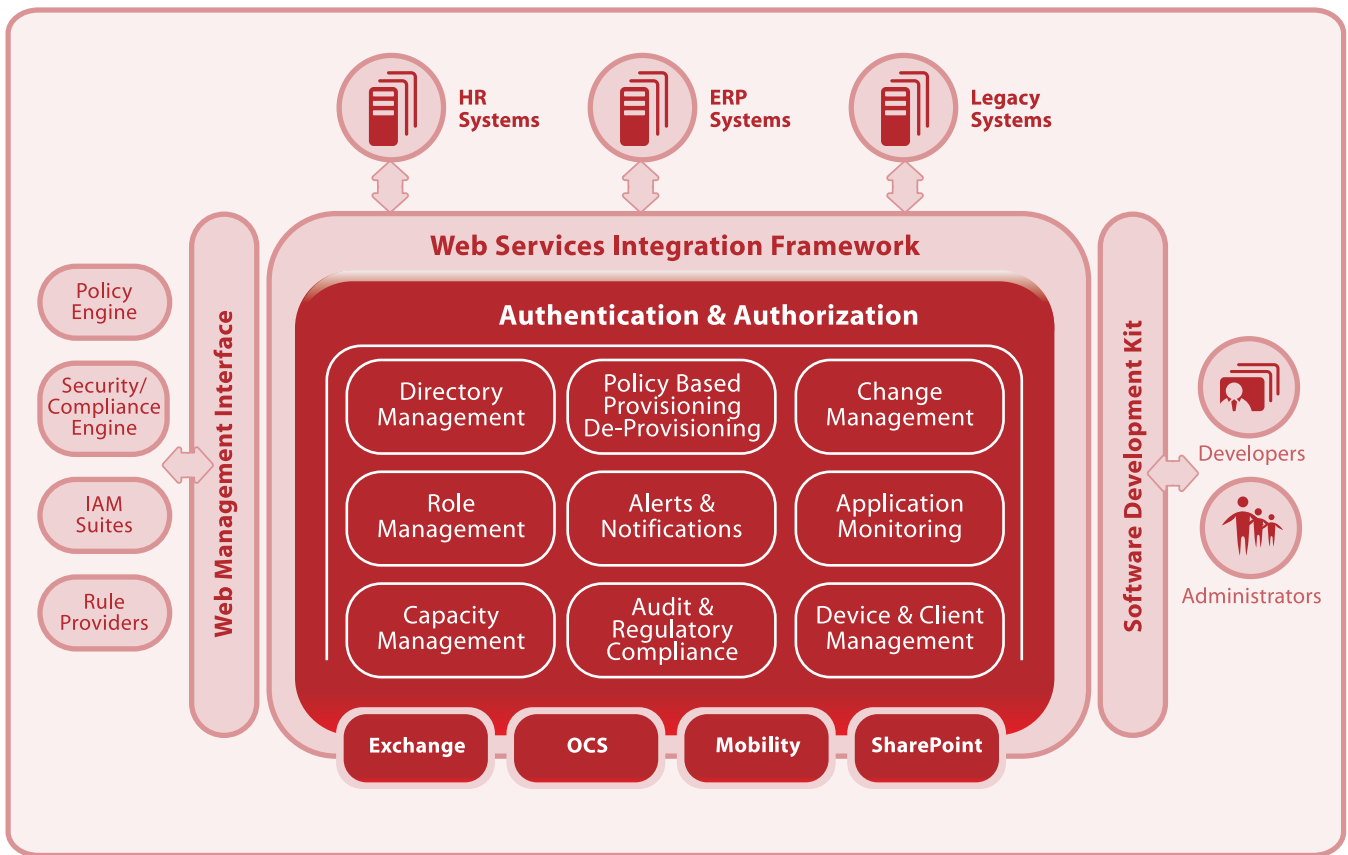 HR
Systems
ERP
Systems
Legacy
Systems
Web Services Integration Framework
Authentication & Authorization
Policy
Engine
Security/
Compliance
Engine
IAM
Suites
Rule
Providers
Web Management Interface
Directory
Management
Policy Based
Provisioning
De-Provisioning
Change
Management
Role
Management
Alerts &
Notifications
Application
Monitoring
Capacity
Management
Audit &
Regulatory
Compliance
Device & Client
Management
Exchange
OCS
Mobility
SharePoint
Software Development Kit
Developers
Administrators